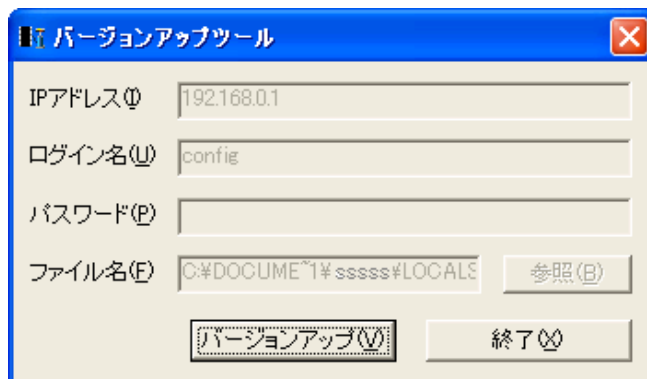 バージョンアップツール
IPアドレス(I) 192.168.0.1
ログイン名(U) config
パスワード(P)
ファイル名(F) C:¥DOCUME~1¥sssss¥LOCALS 参照(B)
バージョンアップ(V) 終了(X)